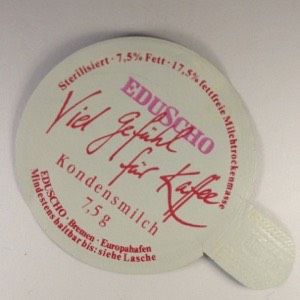 Sterilisiert · 7,5% Fett · 17,5% fettfreie Milchtrockenmasse
EDUSCHO
Viel Gefühl
für Kaffee
Kondensmilch
7,5 g
EDUSCHO · Bremen · Europahafen
Mindestens haltbar bis: siehe Lasche